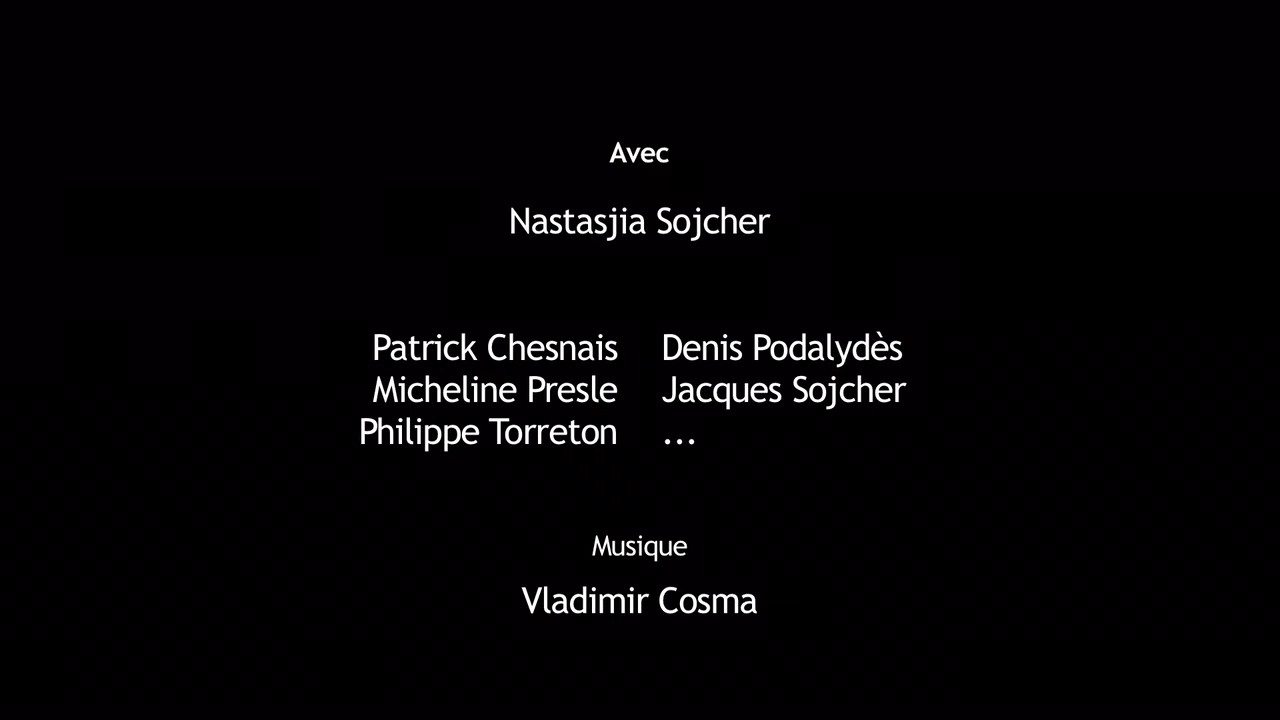 Avec
Nastasjia Sojcher
Patrick Chesnais Denis Podalydès
Micheline Presle Jacques Sojcher
Philippe Torreton ...
Musique
Vladimir Cosma